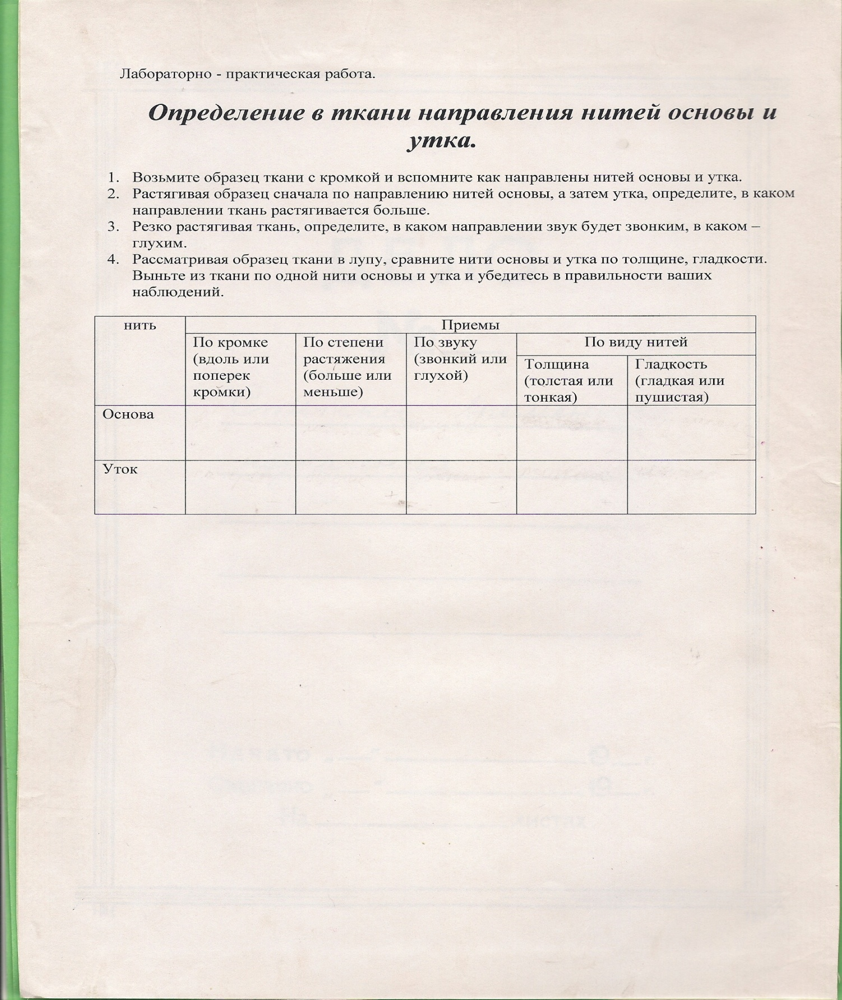 Лабораторно - практическая работа.
Определение в ткани направления нитей основы и
утка.
1. Возьмите образец ткани с кромкой и вспомните как направлены нитей основы и утка.
2. Растягивая образец сначала по направлению нитей основы, а затем утка, определите, в каком
направлении ткань растягивается больше.
3. Резко растягивая ткань, определите, в каком направлении звук будет звонким, в каком –
глухим.
4. Рассматривая образец ткани в лупу, сравните нити основы и утка по толщине, гладкости.
Выньте из ткани по одной нити основы и утка и убедитесь в правильности ваших
наблюдений.
нить
Приемы
По кромке
(вдоль или
поперек
кромки)
По степени
растяжения
(больше или
меньше)
По звуку
(звонкий или
глухой)
По виду нитей
Толщина
(толстая или
тонкая)
Гладкость
(гладкая или
пушистая)
Основа
Уток